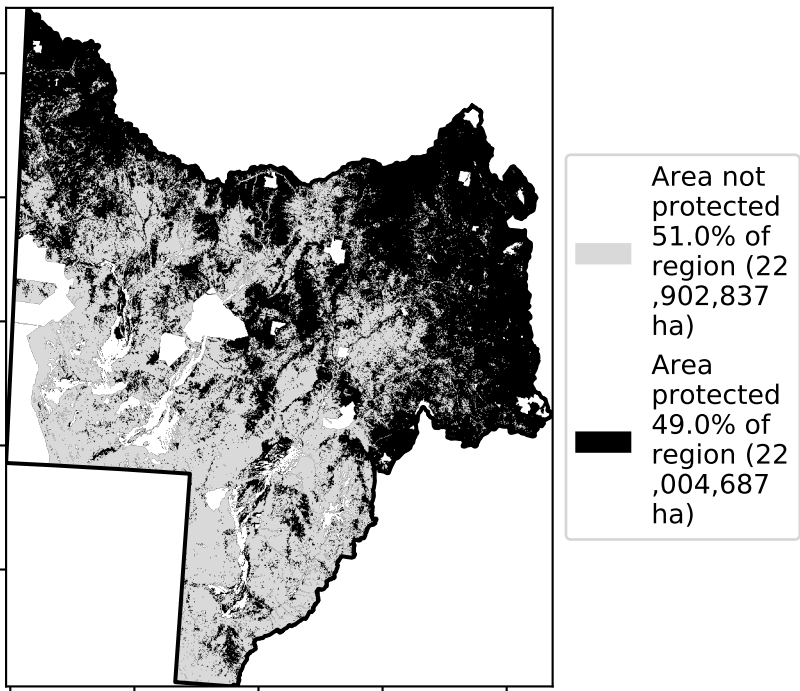 Area not
protected
51.0% of
region (22
,902,837
ha)
Area
protected
49.0% of
region (22
,004,687
ha)